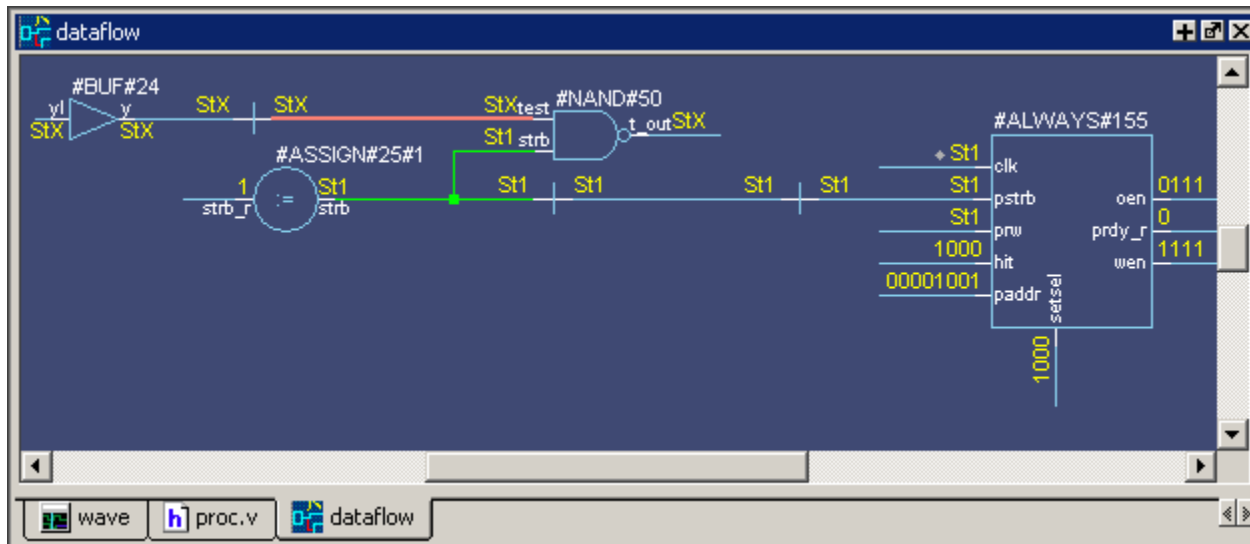 dataflow
#BUF#24
yI y StX StX StX test #NAND#50
StX StX St1 strb t_out StX
#ASSIGN#25#1
#ALWAYS#155
St1 clk
1 := St1 St1 St1 St1 St1 St1 pstrb oen 0111
strb_r strb
St1 prw prdy_r 0
1000 hit wen 1111
00001001 paddr
setsel
1000
wave h proc.v dataflow